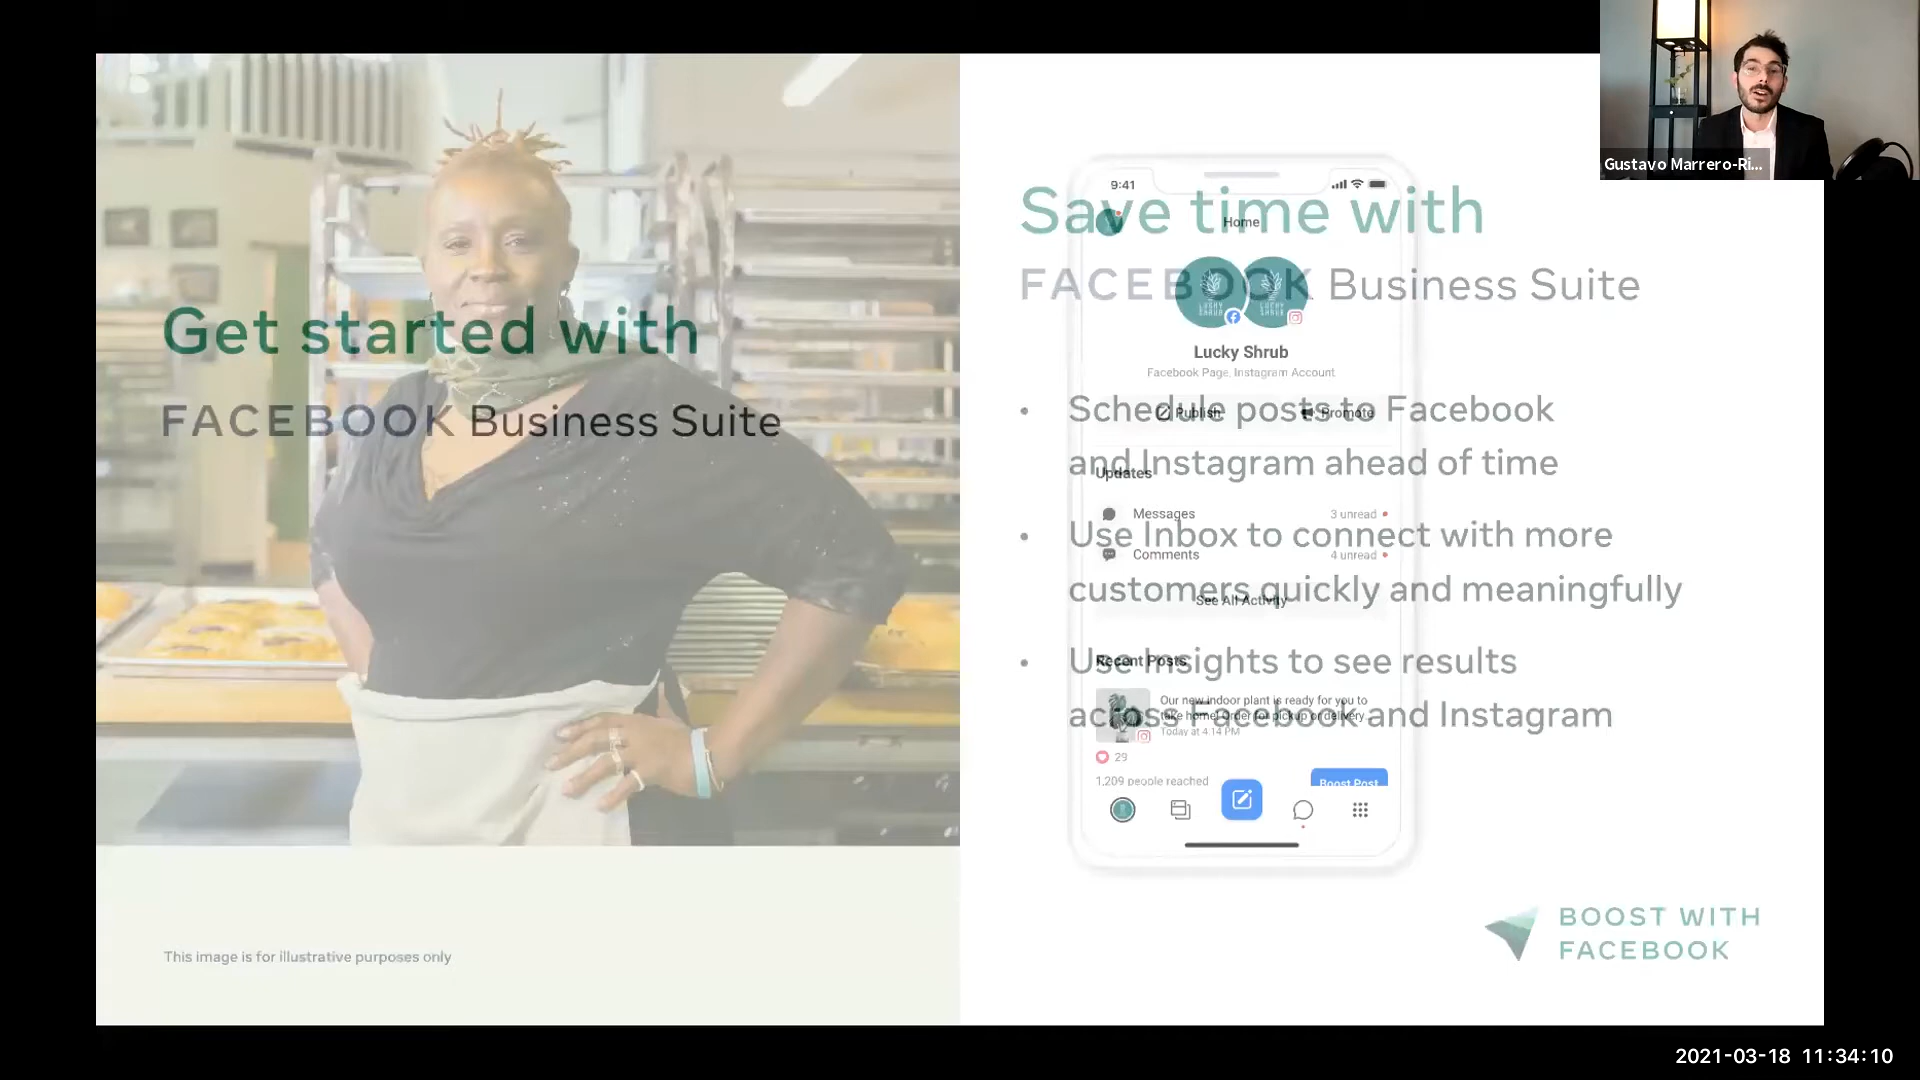 Gustavo Marrero-Ri...
Get started with
FACEBOOK Business Suite
This image is for illustrative purposes only
Save time with
FACEBOOK Business Suite
• Schedule posts to Facebook
and Instagram ahead of time
• Use Inbox to connect with more
customers quickly and meaningfully
• Use Insights to see results
across Facebook and Instagram
9:41
Home
Lucky Shrub
Facebook Page, Instagram Account
Publish Promote
Updates
Messages 3 unread
Comments 4 unread
See All Activity
Recent Posts
Our new indoor plant is ready for you to
take home! Order for pickup or delivery.
Today at 4:14 PM
29
1,209 people reached Boost Post
BOOST WITH
FACEBOOK
2021-03-18 11:34:10